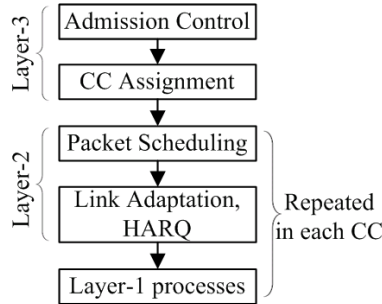 Layer-3
Admission Control
CC Assignment
Layer-2
Packet Scheduling
Link Adaptation,
HARQ
Layer-1 processes
Repeated
in each CC